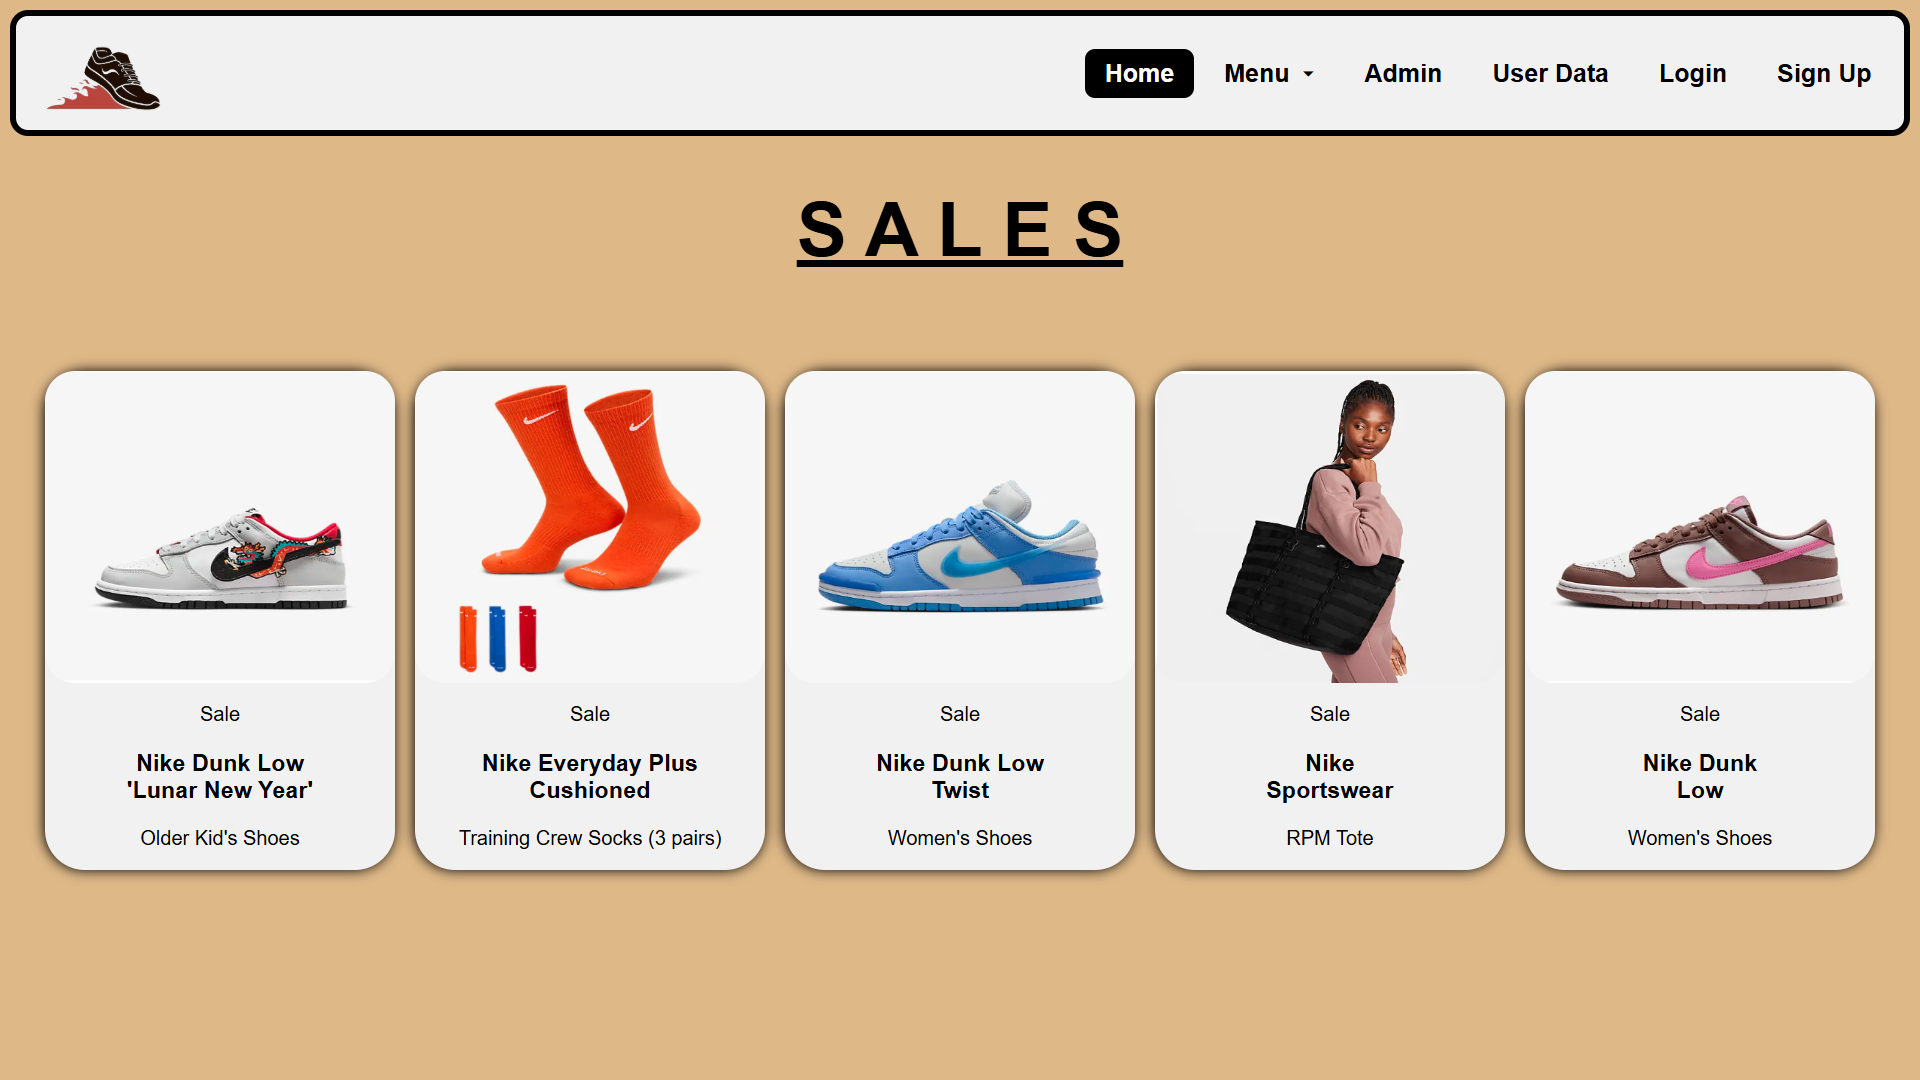 Home
Menu
Admin
User Data
Login
Sign Up
S A L E S
Sale
Nike Dunk Low
'Lunar New Year'
Older Kid's Shoes
Sale
Nike Everyday Plus
Cushioned
Training Crew Socks (3 pairs)
Sale
Nike Dunk Low
Twist
Women's Shoes
Sale
Nike
Sportswear
RPM Tote
Sale
Nike Dunk
Low
Women's Shoes